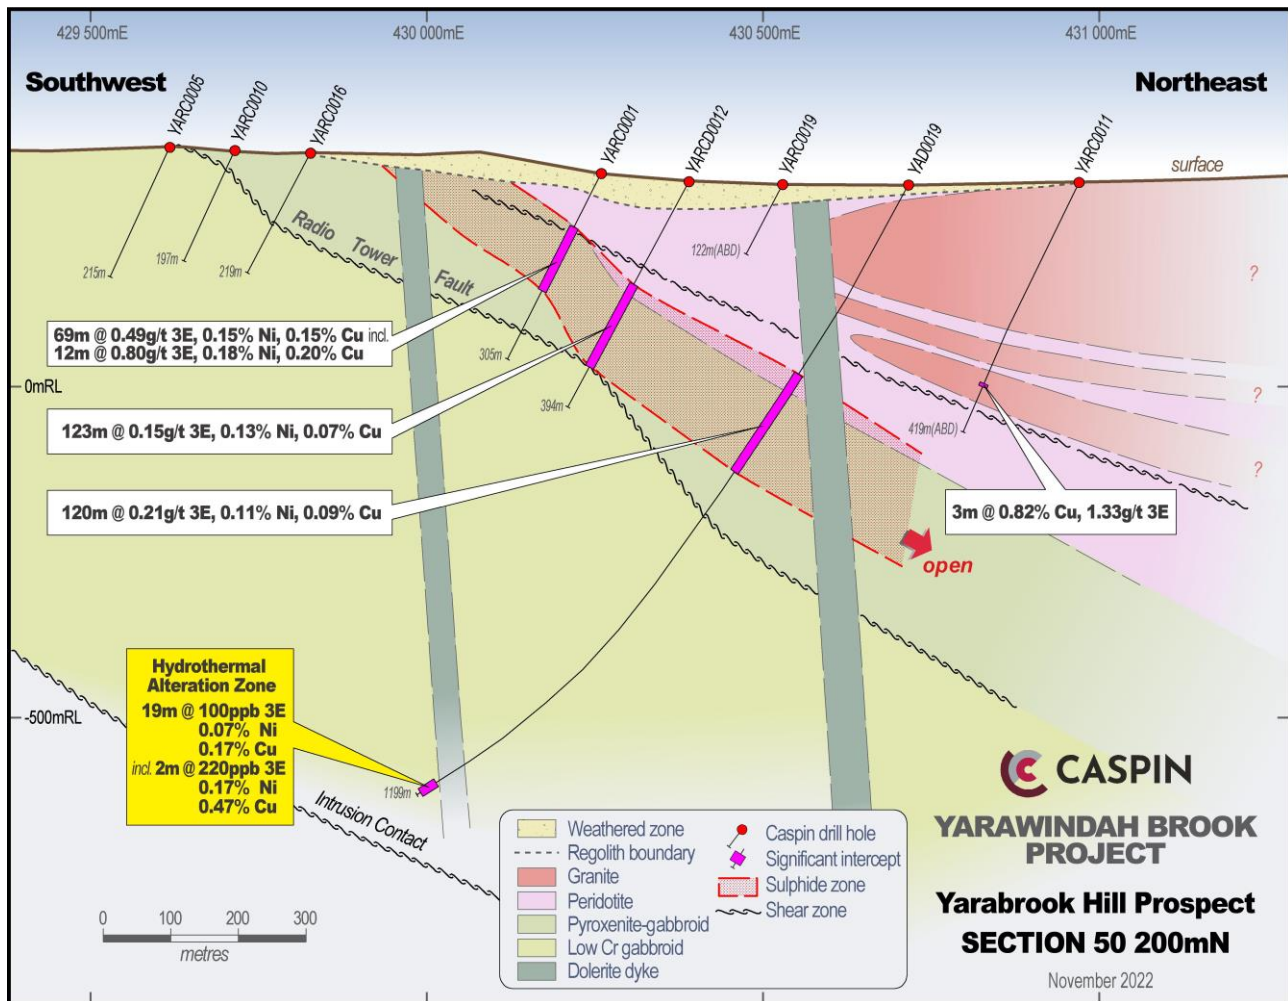 429 500mE
430 000mE
430 500mE
431 000mE
Southwest
Northeast
YARC0005
YARC0010
YARC0016
YARC0001
YARCD0012
YARC0019
YAD0019
YARC0011
surface
Radio Tower Fault
215m
197m
219m
122m(ABD)
305m
394m
419m(ABD)
1199m
?
?
?
69m @ 0.49g/t 3E, 0.15% Ni, 0.15% Cu incl.
12m @ 0.80g/t 3E, 0.18% Ni, 0.20% Cu
0mRL
123m @ 0.15g/t 3E, 0.13% Ni, 0.07% Cu
120m @ 0.21g/t 3E, 0.11% Ni, 0.09% Cu
3m @ 0.82% Cu, 1.33g/t 3E
open
-500mRL
Hydrothermal
Alteration Zone
19m @ 100ppb 3E
0.07% Ni
0.17% Cu
incl. 2m @ 220ppb 3E
0.17% Ni
0.47% Cu
Intrusion Contact
0 100 200 300
metres
Weathered zone
Regolith boundary
Granite
Peridotite
Pyroxenite-gabbroid
Low Cr gabbroid
Dolerite dyke
Caspin drill hole
Significant intercept
Sulphide zone
Shear zone
CASPIN
YARAWINDAH BROOK
PROJECT
Yarabrook Hill Prospect
SECTION 50 200mN
November 2022